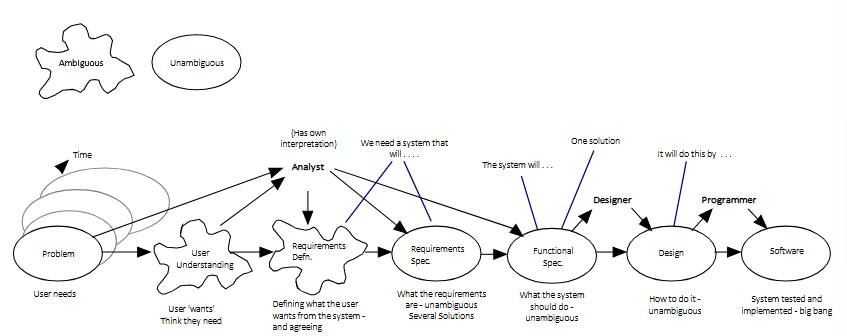 Ambiguous
Unambiguous
Time
{Has own
interpretation}
Analyst
We need a system that
will . . . .
The system will . . .
One solution
It will do this by . . .
Designer
Programmer
Problem
User
Understanding
Requirements
Defn.
Requirements
Spec.
Functional
Spec.
Design
Software
User needs
User 'wants'
Think they need
Defining what the user
wants from the system -
and agreeing
What the requirements
are - unambiguous
Several Solutions
What the system
should do -
unambiguous
How to do it -
unambiguous
System tested and
implemented - big bang